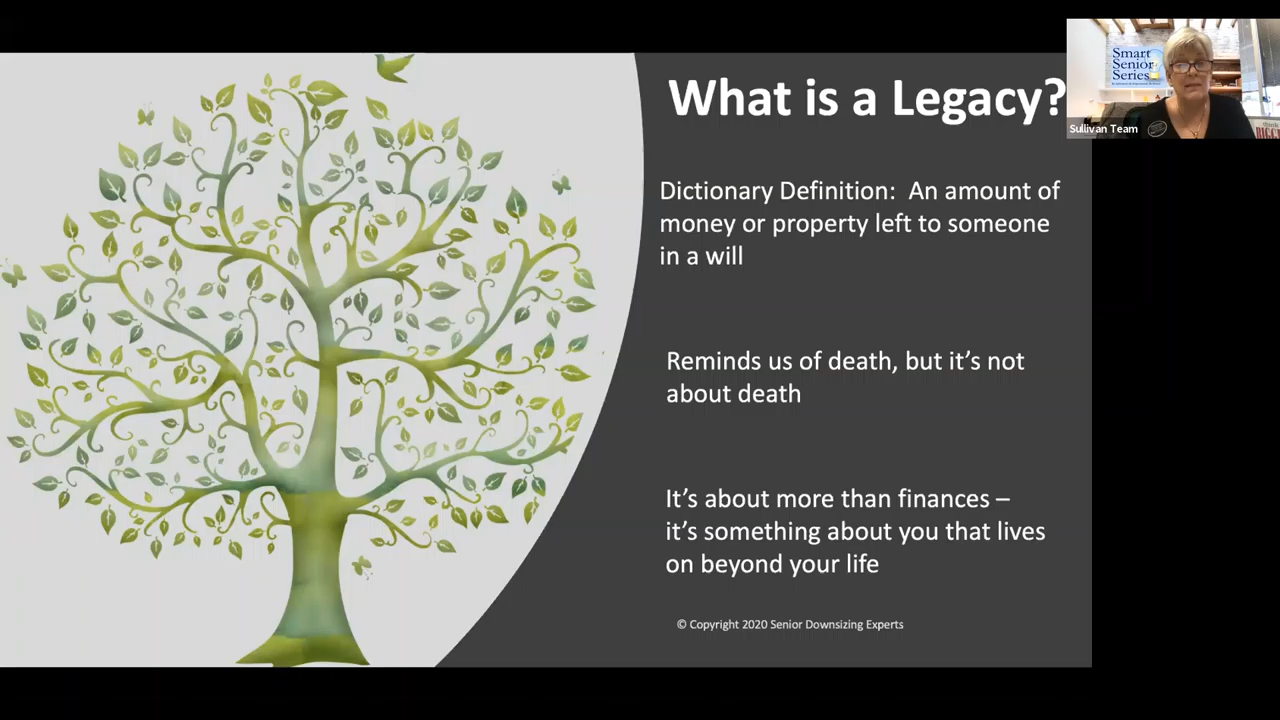 What is a Legacy?
Dictionary Definition:  An amount of
money or property left to someone
in a will
Reminds us of death, but it’s not
about death
It’s about more than finances –
it’s something about you that lives
on beyond your life
© Copyright 2020 Senior Downsizing Experts
Smart
Senior
Series
Sullivan Team